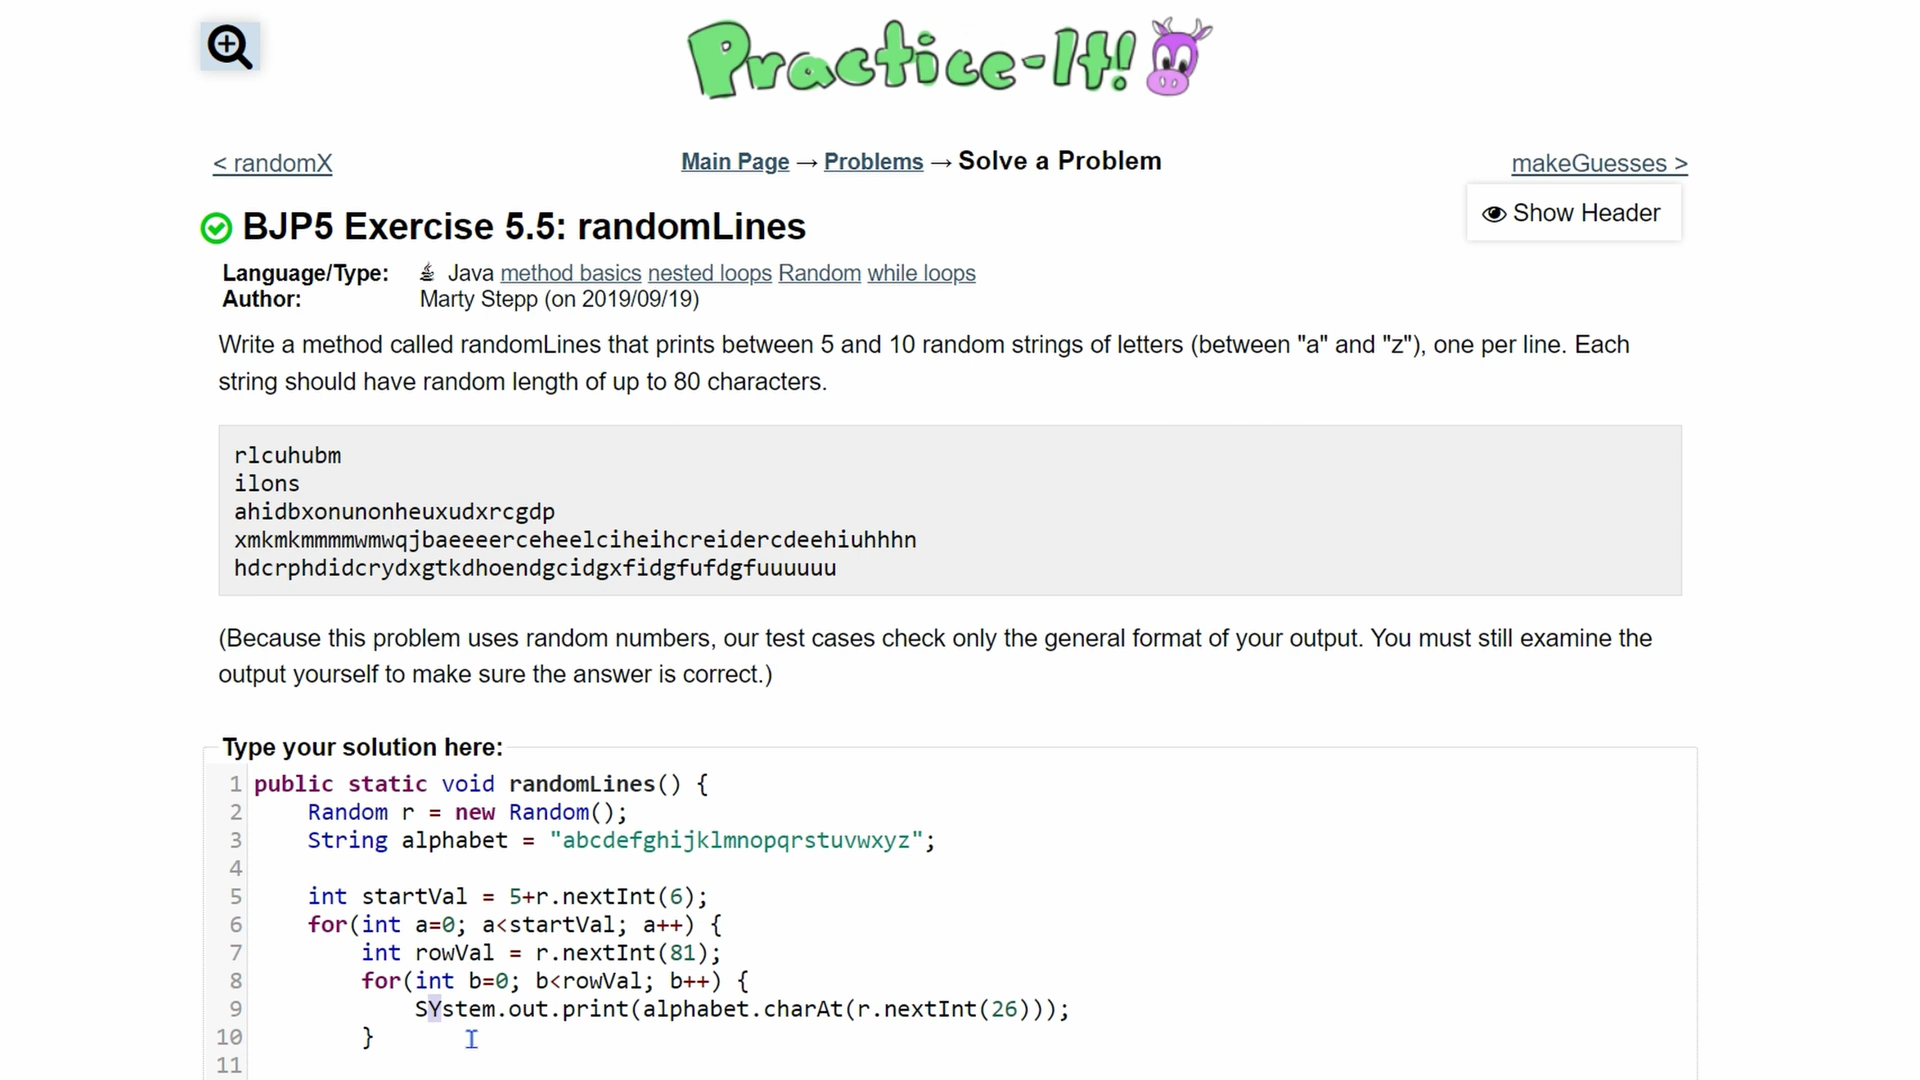 Practice-It!
< randomX
Main Page → Problems → Solve a Problem
makeGuesses >
Show Header
BJP5 Exercise 5.5: randomLines
Language/Type: Java method basics nested loops Random while loops
Author: Marty Stepp (on 2019/09/19)
Write a method called randomLines that prints between 5 and 10 random strings of letters (between "a" and "z"), one per line. Each
string should have random length of up to 80 characters.
rlcuhubm
ilons
ahidbxonunonheuxudxrcgdp
xmkmkmmmmwmwqjbaeeeerceheelciheihcreidercdeehiuhhhn
hdcrphdidcrydxgtkdhoendgcidgxfidgfufdgfuuuuuu
(Because this problem uses random numbers, our test cases check only the general format of your output. You must still examine the
output yourself to make sure the answer is correct.)
Type your solution here:
1 public static void randomLines() {
2     Random r = new Random();
3     String alphabet = "abcdefghijklmnopqrstuvwxyz";
4
5     int startVal = 5+r.nextInt(6);
6     for(int a=0; a<startVal; a++) {
7         int rowVal = r.nextInt(81);
8         for(int b=0; b<rowVal; b++) {
9             SYstem.out.print(alphabet.charAt(r.nextInt(26)));
10         }
11